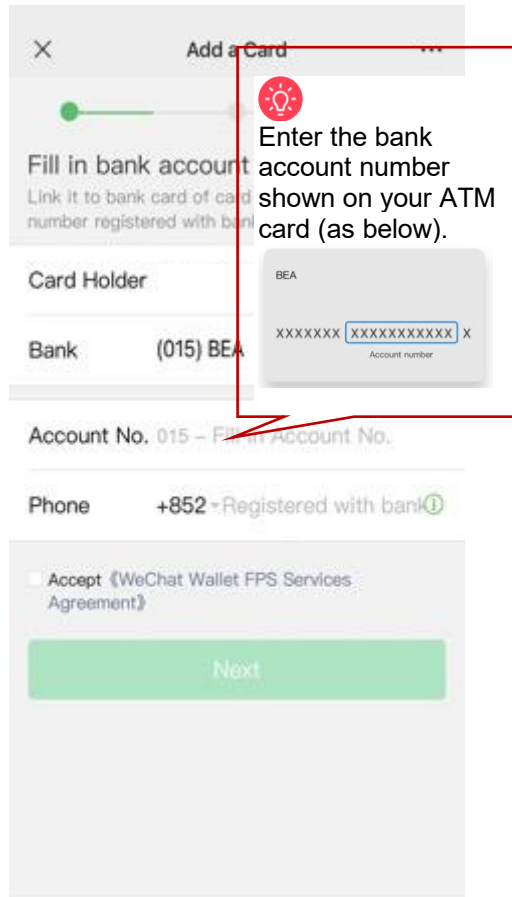 Add a Card
Fill in bank account
Link it to bank card of card
number registered with bank
Card Holder
Bank (015) BEA
Account No. 015 – Fill in Account No.
Phone +852 Registered with bank
Accept 《WeChat Wallet FPS Services
Agreement》
Next
Enter the bank
account number
shown on your ATM
card (as below).
BEA
XXXXXXX XXXXXXXXXXX X
Account number